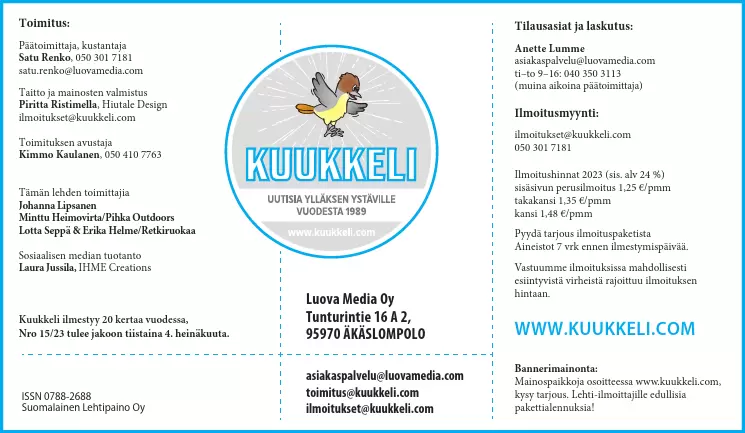 Toimitus:
Päätoimittaja, kustantaja
Satu Renko, 050 301 7181
satu.renko@luovamedia.com
Taitto ja mainosten valmistus
Piritta Ristimella, Hiutale Design
ilmoitukset@kuukkeli.com
Toimituksen avustaja
Kimmo Kaulanen, 050 410 7763
Tämän lehden toimittajia
Johanna Lipsanen
Minttu Heimovirta/Pihka Outdoors
Lotta Seppä & Erika Helme/Retkiruokaa
Sosiaalisen median tuotanto
Laura Jussila, IHME Creations
Kuukkeli ilmestyy 20 kertaa vuodessa,
Nro 15/23 tulee jakoon tiistaina 4. heinäkuuta.
ISSN 0788-2688
Suomalainen Lehtipaino Oy
KUUKKELI
UUTISIA YLLÄKSEN YSTÄVILLE
VUODESTA 1989
www.kuukkeli.com
Luova Media Oy
Tunturintie 16 A 2,
95970 ÄKÄSLOMPOLO
asiakaspalvelu@luovamedia.com
toimitus@kuukkeli.com
ilmoitukset@kuukkeli.com
Tilausasiat ja laskutus:
Anette Lumme
asiakaspalvelu@luovamedia.com
ti–to 9–16: 040 350 3113
(muina aikoina päätoimittaja)
Ilmoitusmyynti:
ilmoitukset@kuukkeli.com
050 301 7181
Ilmoitushinnat 2023 (sis. alv 24 %)
sisäsivun perusilmoitus 1,25 €/pmm
takakansi 1,35 €/pmm
kansi 1,48 €/pmm
Pyydä tarjous ilmoituspaketista
Aineistot 7 vrk ennen ilmestymispäivää.
Vastuumme ilmoituksissa mahdollisesti
esiintyvistä virheistä rajoittuu ilmoituksen
hintaan.
WWW.KUUKKELI.COM
Bannerimainonta:
Mainospaikkoja osoitteessa www.kuukkeli.com,
kysy tarjous. Lehti-ilmoittajille edullisia
pakettialennuksia!